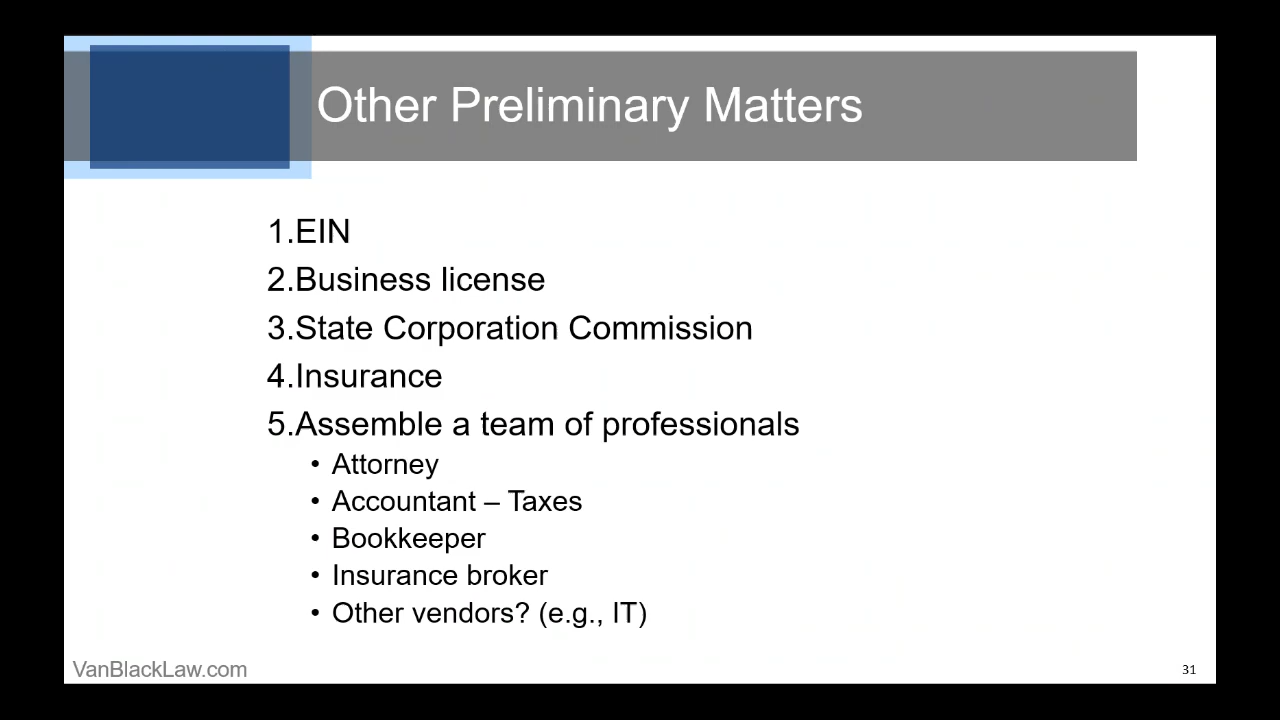 Other Preliminary Matters
1.EIN
2.Business license
3.State Corporation Commission
4.Insurance
5.Assemble a team of professionals
• Attorney
• Accountant – Taxes
• Bookkeeper
• Insurance broker
• Other vendors? (e.g., IT)
VanBlackLaw.com
31